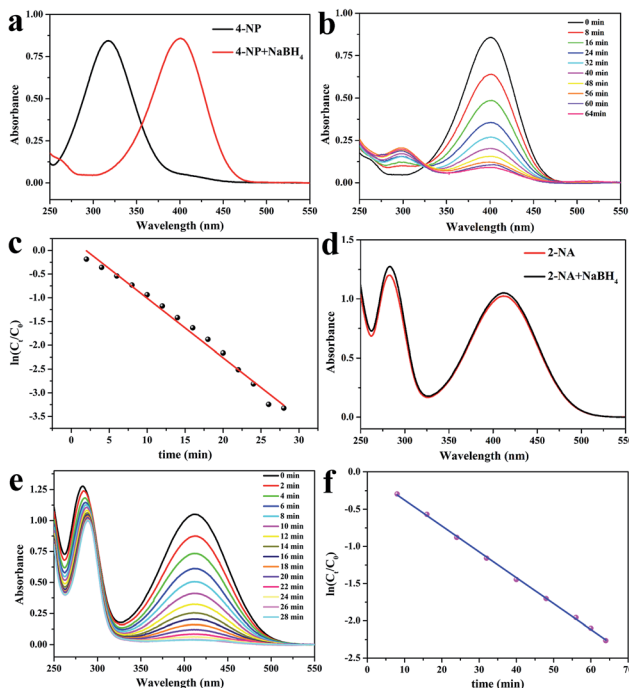 a
4-NP
4-NP+NaBH4
Absorbance
0.00
0.25
0.50
0.75
1.00
250
300
350
400
450
500
550
Wavelength (nm)
b
0 min
8 min
16 min
24 min
32 min
40 min
48 min
56 min
60 min
64min
Absorbance
0.00
0.25
0.50
0.75
1.00
250
300
350
400
450
500
550
Wavelength (nm)
c
ln(Ct/C0)
0.0
-0.5
-1.0
-1.5
-2.0
-2.5
-3.0
-3.5
0
5
10
15
20
25
30
time (min)
d
2-NA
2-NA+NaBH4
Absorbance
0.0
0.5
1.0
1.5
250
300
350
400
450
500
550
Wavelength (nm)
e
0 min
2 min
4 min
6 min
8 min
10 min
12 min
14 min
16 min
18 min
20 min
22 min
24 min
26 min
28 min
Absorbance
0.00
0.25
0.50
0.75
1.00
1.25
250
300
350
400
450
500
55
Wavelength (nm)
f
ln(Ct/C0)
0.0
-0.5
-1.0
-1.5
-2.0
-2.5
0
10
20
30
40
50
60
70
time (min)